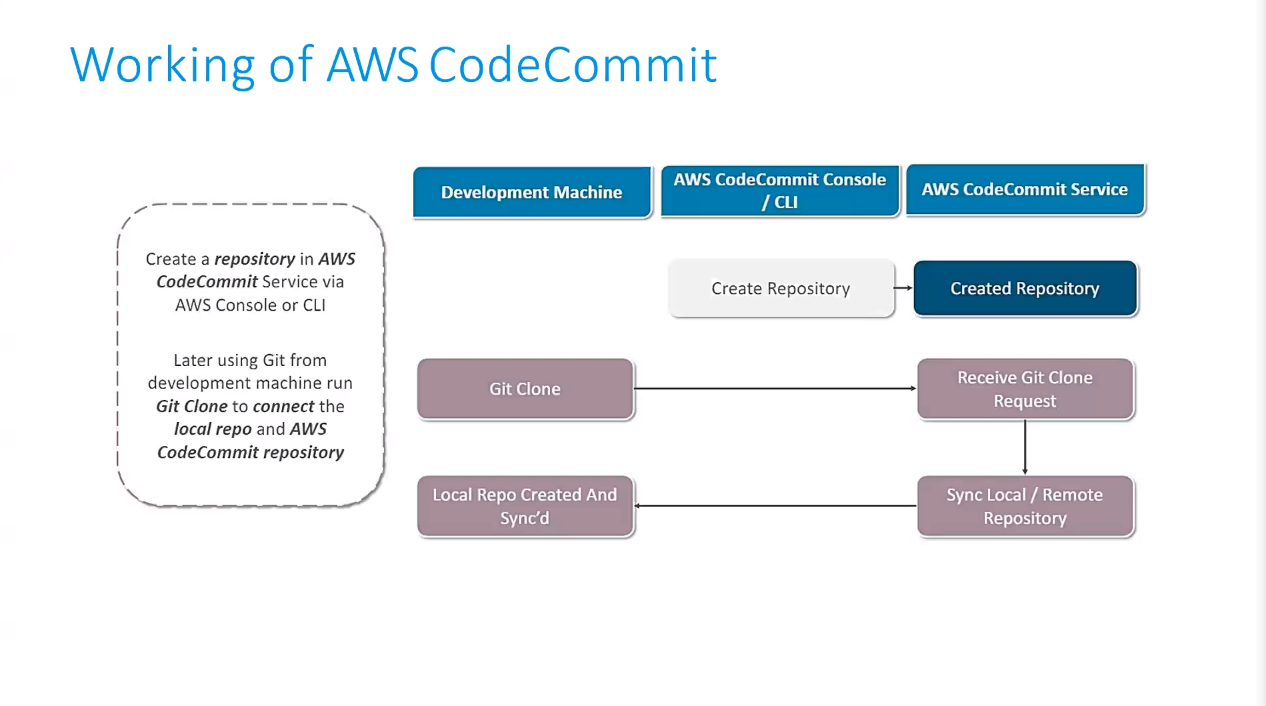 Working of AWS CodeCommit
Development Machine
AWS CodeCommit Console
/ CLI
AWS CodeCommit Service
Create a repository in AWS
CodeCommit Service via
AWS Console or CLI
Later using Git from
development machine run
Git Clone to connect the
local repo and AWS
CodeCommit repository
Create Repository
Created Repository
Git Clone
Receive Git Clone
Request
Local Repo Created And
Sync’d
Sync Local / Remote
Repository